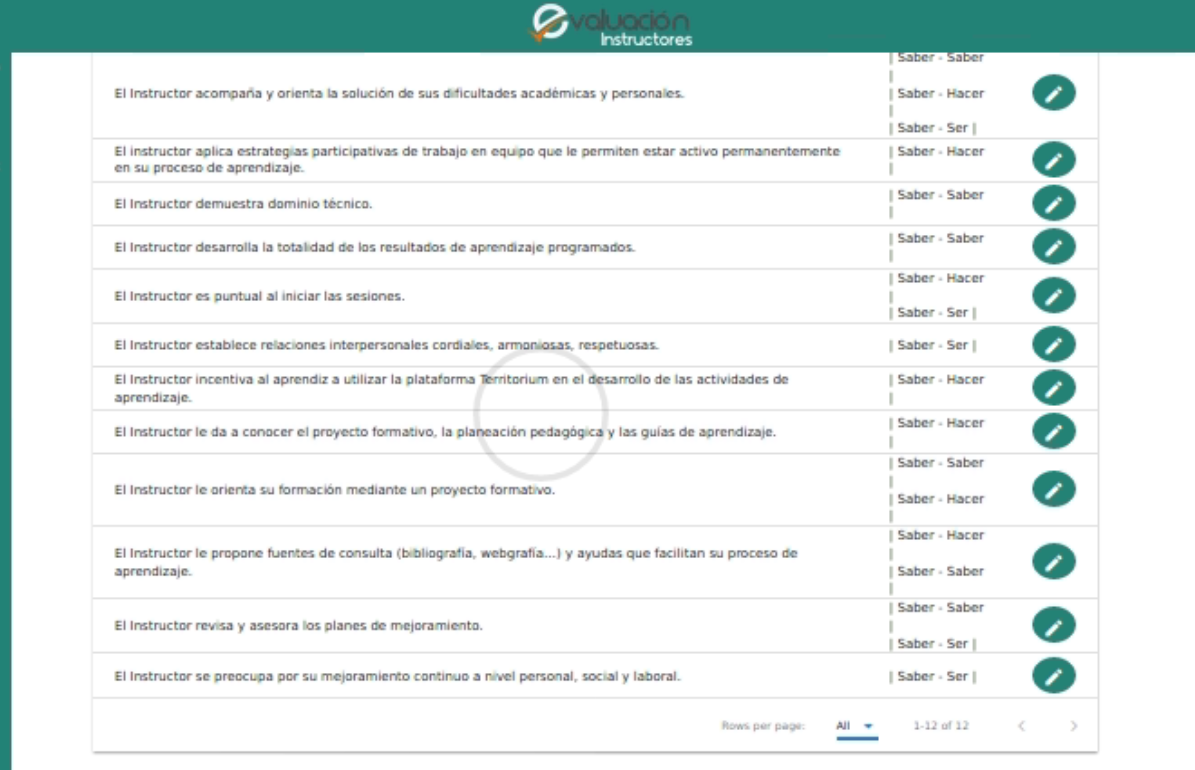 Evaluación
Instructores
Saber - Saber
El Instructor acompaña y orienta la solución de sus dificultades académicas y personales.
Saber - Hacer
Saber - Ser |
El instructor aplica estrategias participativas de trabajo en equipo que le permiten estar activo permanentemente
en su proceso de aprendizaje.
| Saber - Hacer
El Instructor demuestra dominio técnico.
| Saber - Saber
El Instructor desarrolla la totalidad de los resultados de aprendizaje programados.
| Saber - Saber
El Instructor es puntual al iniciar las sesiones.
| Saber - Hacer
| Saber - Ser |
El Instructor establece relaciones interpersonales cordiales, armoniosas, respetuosas.
| Saber - Ser |
El Instructor incentiva al aprendiz a utilizar la plataforma Territorium en el desarrollo de las actividades de
aprendizaje.
| Saber - Hacer
El Instructor le da a conocer el proyecto formativo, la planeación pedagógica y las guías de aprendizaje.
| Saber - Hacer
El Instructor le orienta su formación mediante un proyecto formativo.
| Saber - Saber
| Saber - Hacer
El Instructor le propone fuentes de consulta (bibliografía, webgrafía...) y ayudas que facilitan su proceso de
aprendizaje.
| Saber - Hacer
| Saber - Saber
El Instructor revisa y asesora los planes de mejoramiento.
| Saber - Saber
| Saber - Ser |
El Instructor se preocupa por su mejoramiento continuo a nivel personal, social y laboral.
| Saber - Ser |
Rows per page: All 1-12 of 12